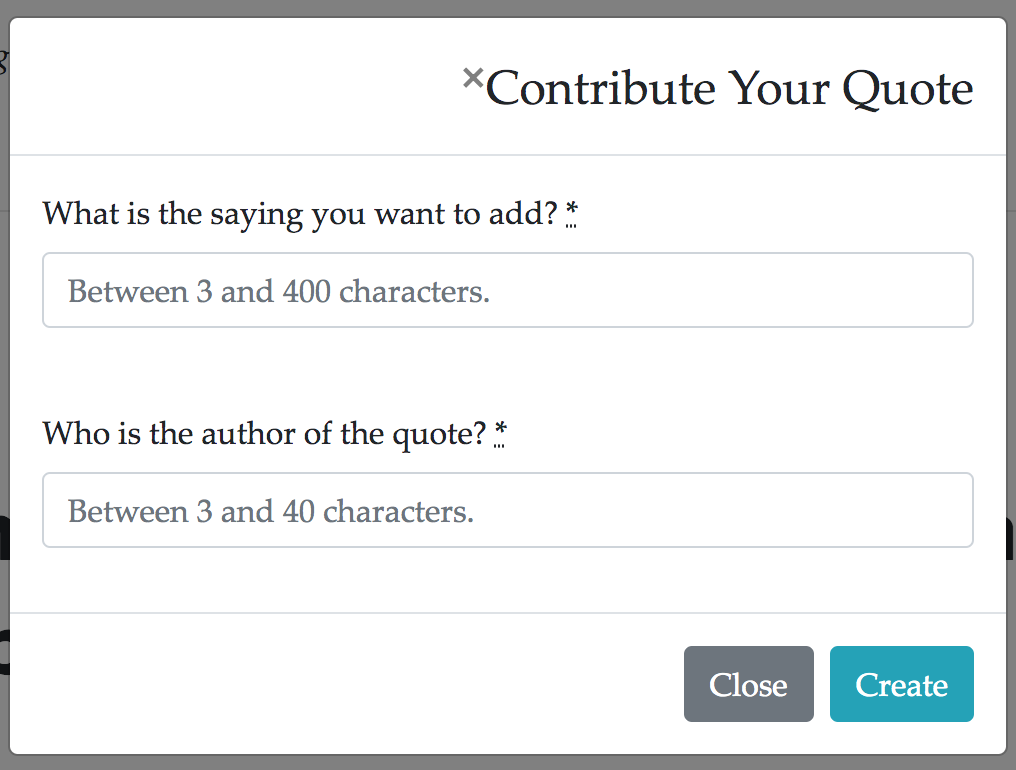 ×Contribute Your Quote
What is the saying you want to add? *
Between 3 and 400 characters.
Who is the author of the quote? *
Between 3 and 40 characters.
Close Create